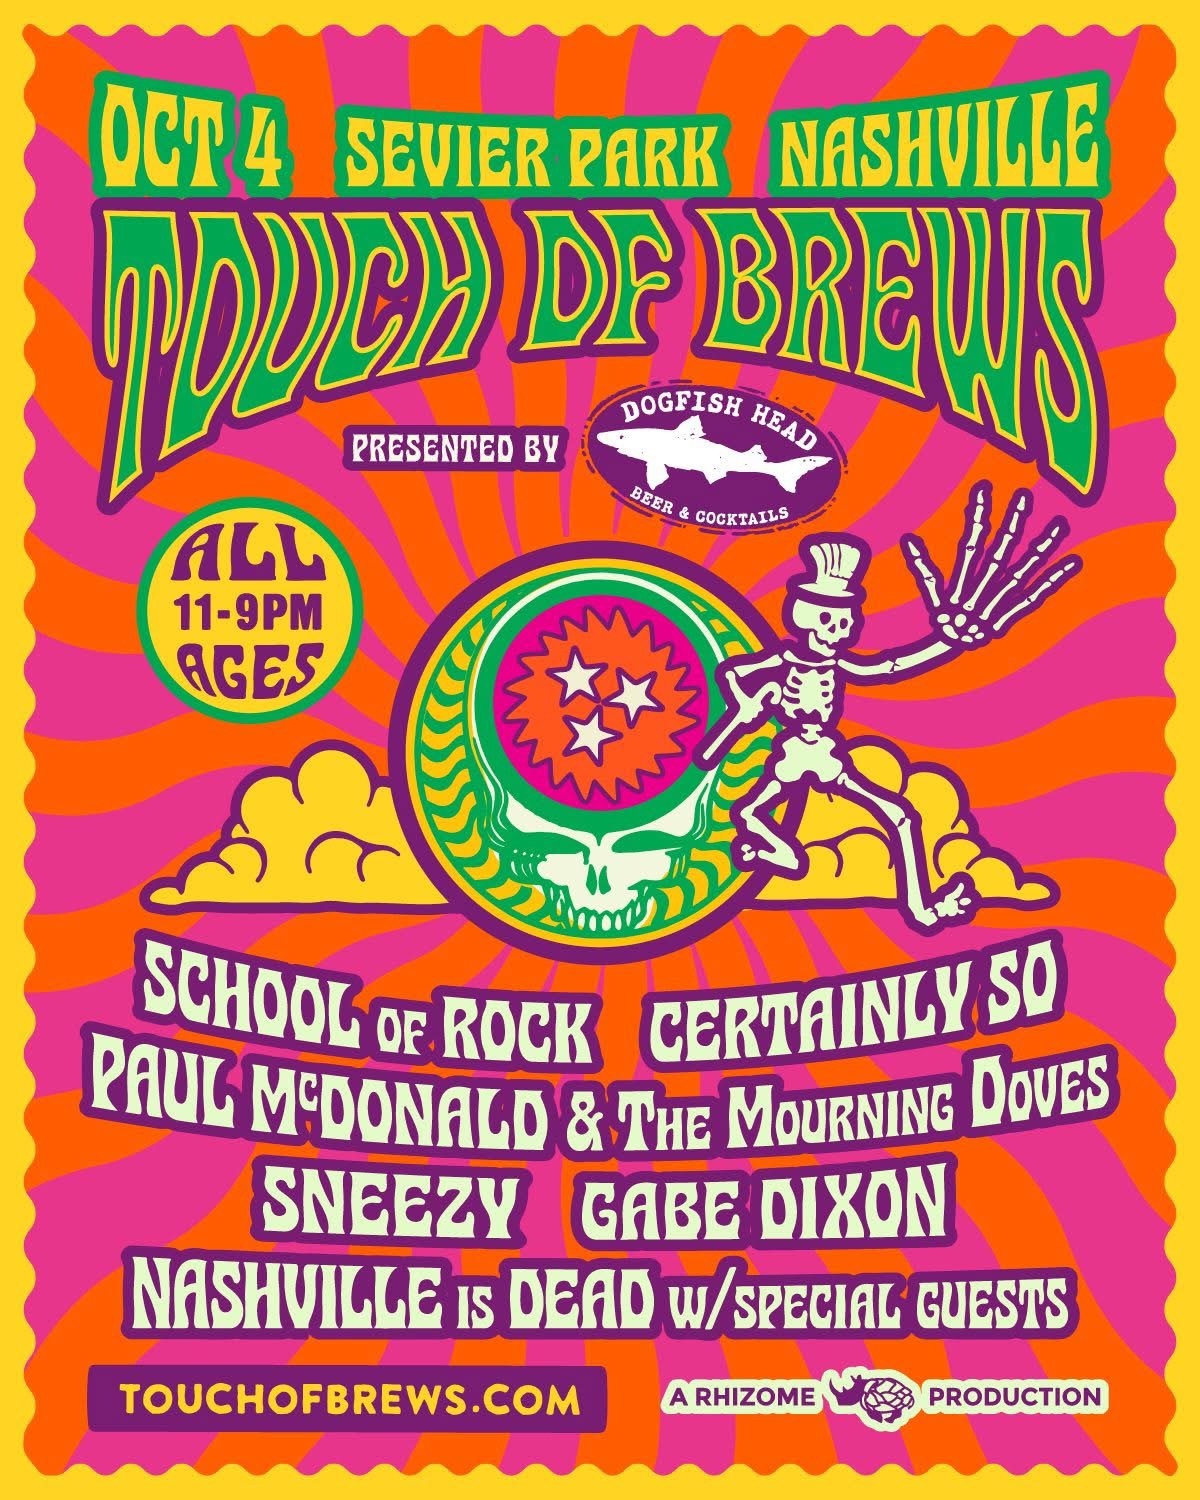 OCT 4 SEVIER PARK NASHVILLE
TOUCH OF BREWS
PRESENTED BY
DOGFISH HEAD
BEER & COCKTAILS
ALL
11-9PM
AGES
SCHOOL OF ROCK CERTAINLY SO
PAUL McDONALD & THE MOURNING DOVES
SNEEZY GABE DIXON
NASHVILLE IS DEAD W/SPECIAL GUESTS
TOUCHOFBREWS.COM
A RHIZOME PRODUCTION